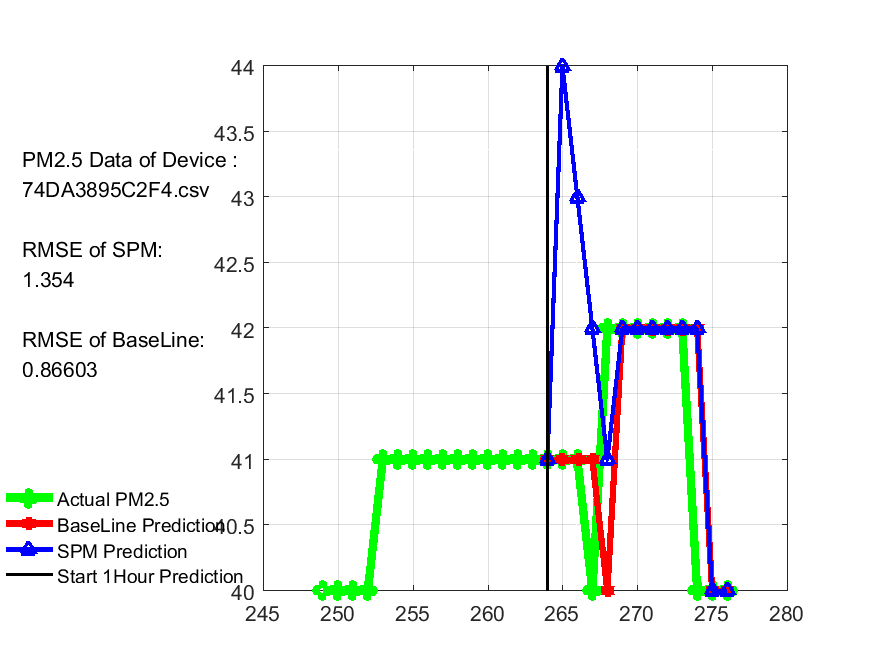 PM2.5 Data of Device :
74DA3895C2F4.csv
RMSE of SPM:
1.354
RMSE of BaseLine:
0.86603
Actual PM2.5
BaseLine Prediction
SPM Prediction
Start 1Hour Prediction
44
43.5
43
42.5
42
41.5
41
40.5
40
245 250 255 260 265 270 275 280